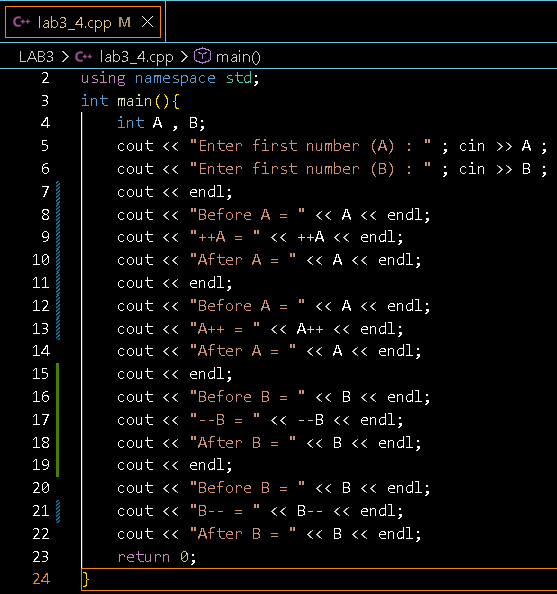 C++ lab3_4.cpp M ×
LAB3 > C++ lab3_4.cpp > main()
2 using namespace std;
3 int main(){
4 int A , B;
5 cout << "Enter first number (A) : " ; cin >> A ;
6 cout << "Enter first number (B) : " ; cin >> B ;
7 cout << endl;
8 cout << "Before A = " << A << endl;
9 cout << "++A = " << ++A << endl;
10 cout << "After A = " << A << endl;
11 cout << endl;
12 cout << "Before A = " << A << endl;
13 cout << "A++ = " << A++ << endl;
14 cout << "After A = " << A << endl;
15 cout << endl;
16 cout << "Before B = " << B << endl;
17 cout << "--B = " << --B << endl;
18 cout << "After B = " << B << endl;
19 cout << endl;
20 cout << "Before B = " << B << endl;
21 cout << "B-- = " << B-- << endl;
22 cout << "After B = " << B << endl;
23 return 0;
24 }